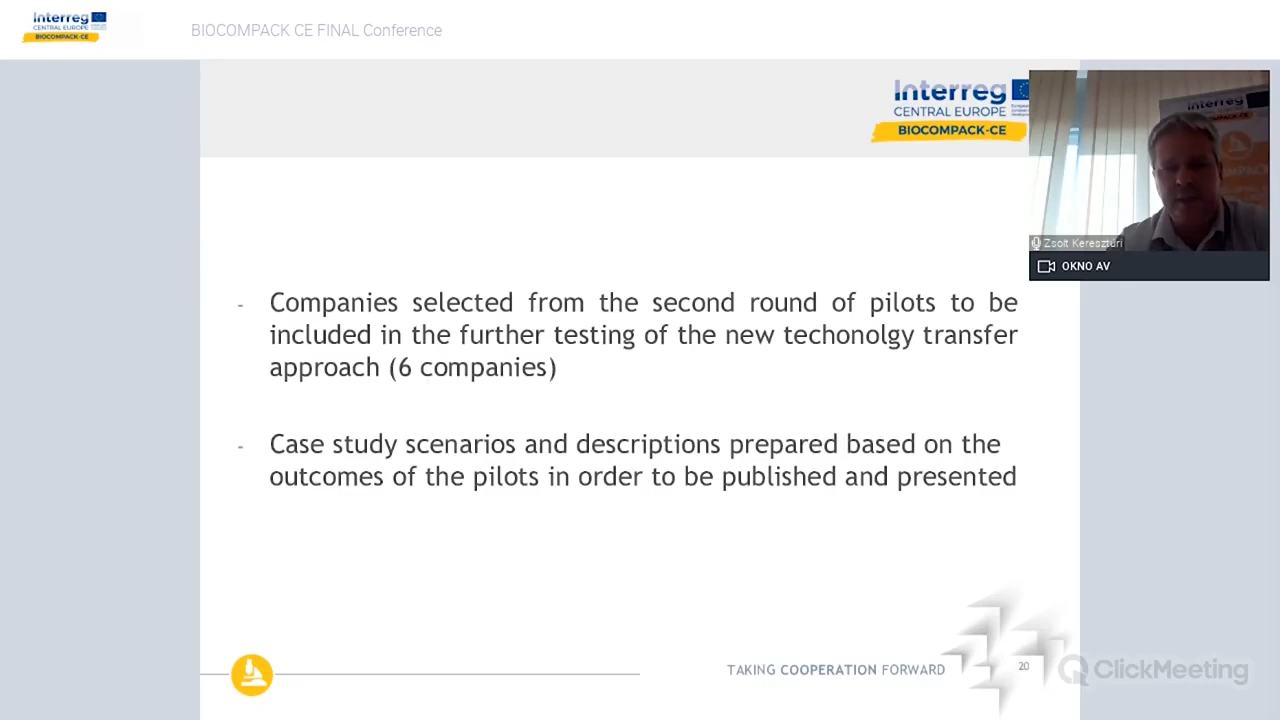 Interreg
CENTRAL EUROPE
BIOCOMPACK-CE
BIOCOMPACK CE FINAL Conference
Interreg
CENTRAL EUROPE
BIOCOMPACK-CE
Interreg
Zsolt Kereszturi
OKNO AV
- Companies selected from the second round of pilots to be
included in the further testing of the new techonolgy transfer
approach (6 companies)
- Case study scenarios and descriptions prepared based on the
outcomes of the pilots in order to be published and presented
TAKING COOPERATION FORWARD
20
ClickMeeting